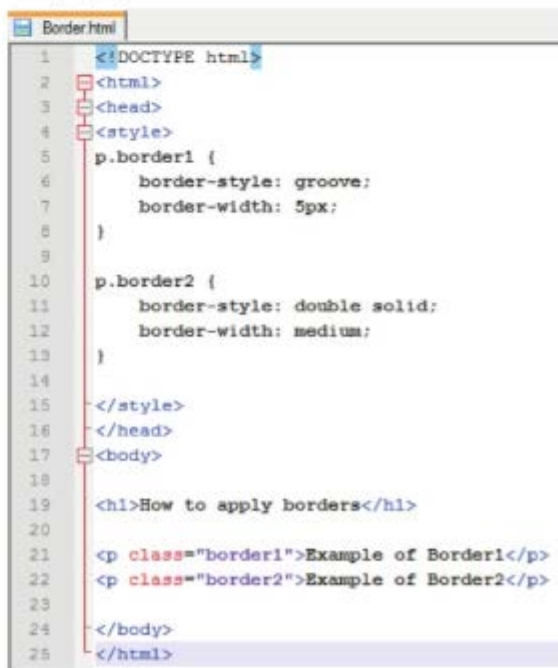 Border.html
1 <!DOCTYPE html>
2 <html>
3 <head>
4 <style>
5 p.border1 {
6 border-style: groove;
7 border-width: 5px;
8 }
9
10 p.border2 {
11 border-style: double solid;
12 border-width: medium;
13 }
14
15 </style>
16 </head>
17 <body>
18
19 <h1>How to apply borders</h1>
20
21 <p class="border1">Example of Border1</p>
22 <p class="border2">Example of Border2</p>
23
24 </body>
25 </html>